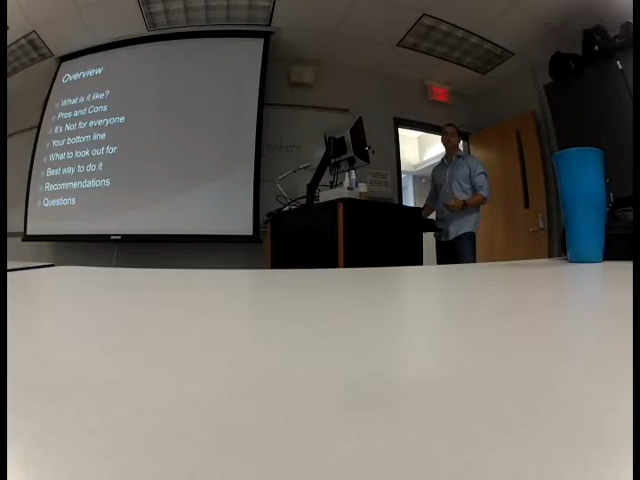 Overview
What is it like?
Pros and Cons
It's Not for everyone
Your bottom line
What to look out for
Best way to do it
Recommendations
Questions